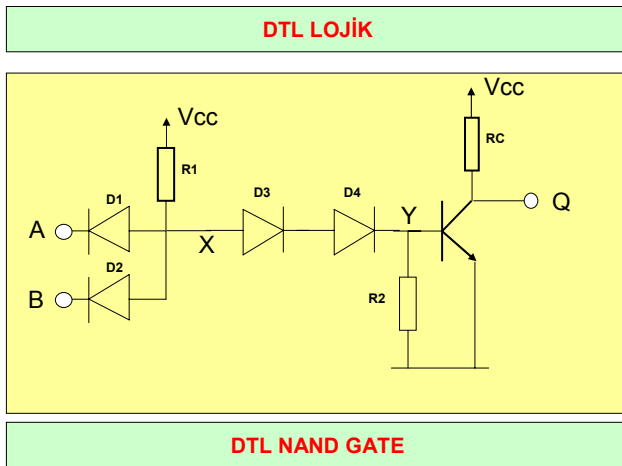 DTL LOJİK
Vcc
Vcc
R1
RC
D1
D3
D4
A
X
Y
Q
D2
B
R2
DTL NAND GATE